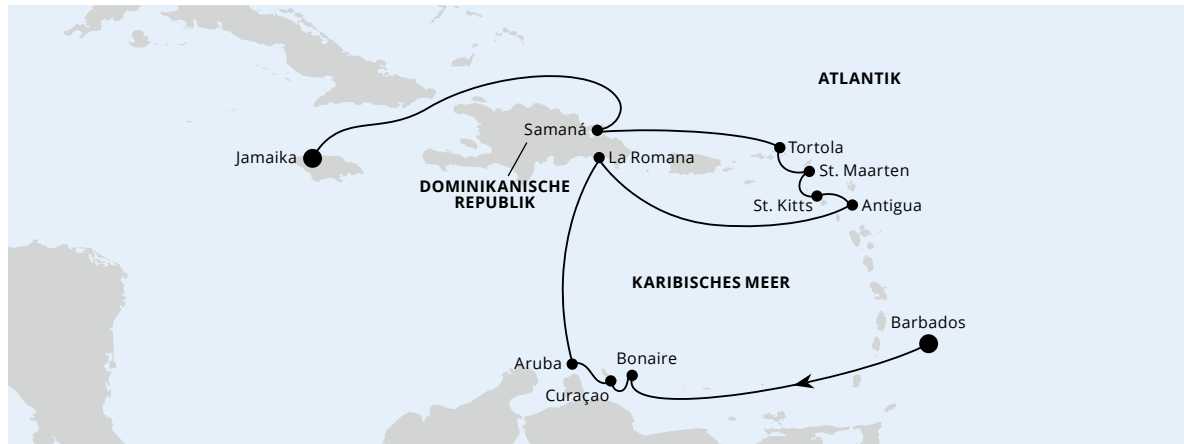 ATLANTIK
Samaná
Jamaika
Tortola
La Romana
St. Maarten
DOMINIKANISCHE
REPUBLIK
St. Kitts
Antigua
KARIBISCHES MEER
Barbados
Bonaire
Aruba
Curaçao